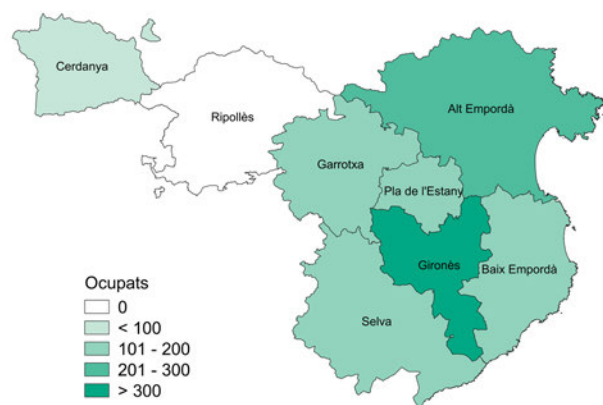 Cerdanya
Ripollès
Alt Empordà
Garrotxa
Pla de l'Estany
Gironès
Baix Empordà
Selva
Ocupats
0
< 100
101 - 200
201 - 300
> 300